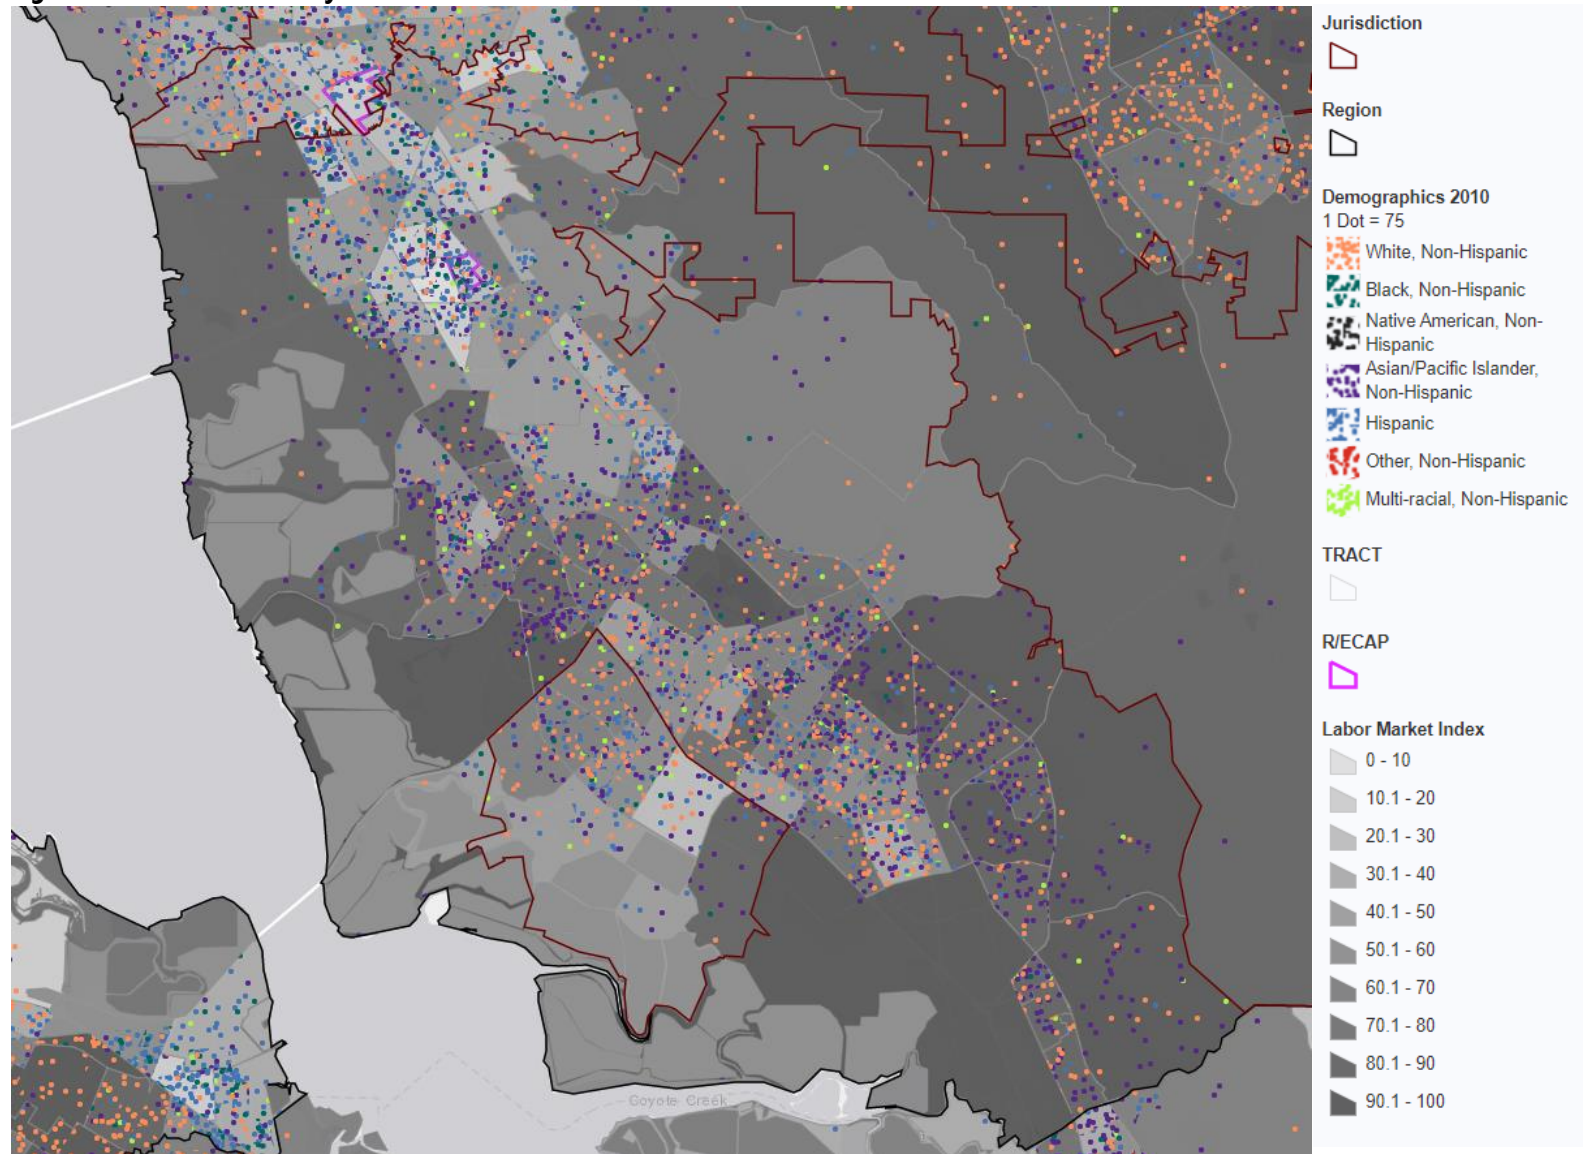 Jurisdiction
Region
Demographics 2010
1 Dot = 75
White, Non-Hispanic
Black, Non-Hispanic
Native American, Non-
Hispanic
Asian/Pacific Islander,
Non-Hispanic
Hispanic
Other, Non-Hispanic
Multi-racial, Non-Hispanic
TRACT
R/ECAP
Labor Market Index
0 - 10
10.1 - 20
20.1 - 30
30.1 - 40
40.1 - 50
50.1 - 60
60.1 - 70
70.1 - 80
80.1 - 90
90.1 - 100
Coyote Creek